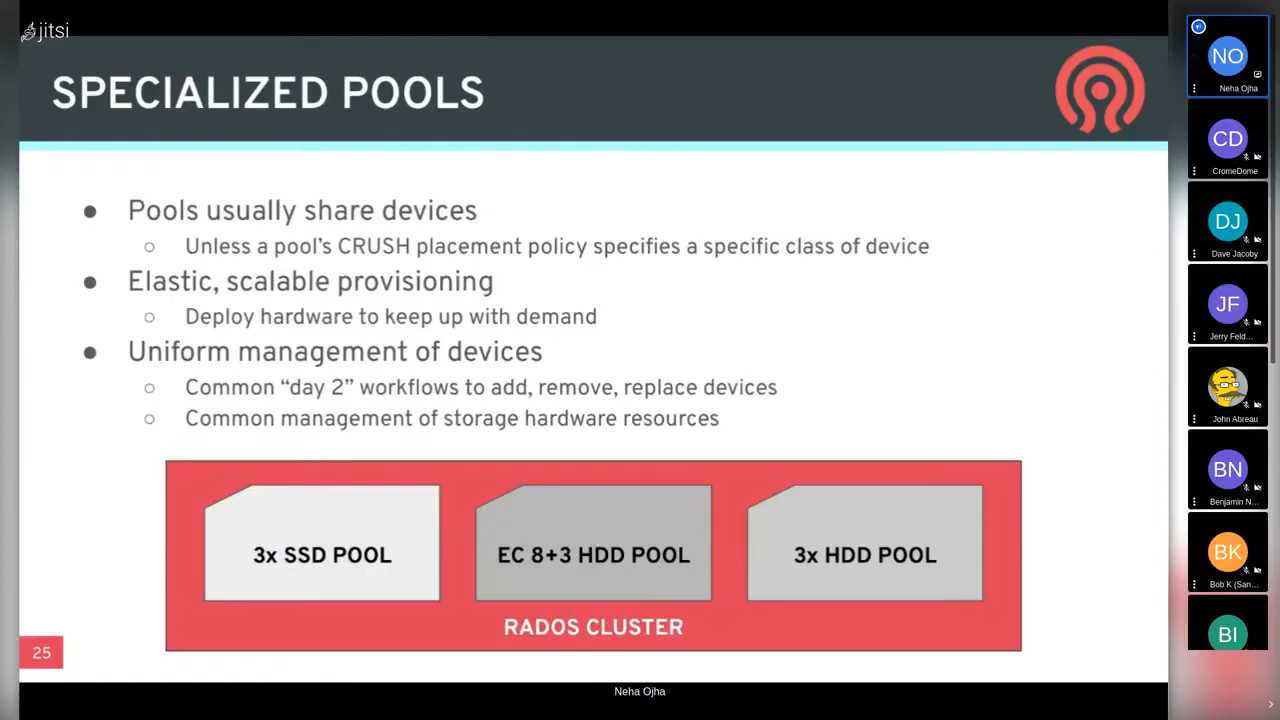 jitsi
SPECIALIZED POOLS
● Pools usually share devices
○ Unless a pool's CRUSH placement policy specifies a specific class of device
● Elastic, scalable provisioning
○ Deploy hardware to keep up with demand
● Uniform management of devices
○ Common “day 2” workflows to add, remove, replace devices
○ Common management of storage hardware resources
3x SSD POOL
EC 8+3 HDD POOL
3x HDD POOL
RADOS CLUSTER
25
Neha Ojha
NO
Neha Ojha
CD
CromeDome
DJ
Dave Jacoby
JF
Jerry Feld...
John Abreau
BN
Benjamin N...
BK
Bob K (San...
BI